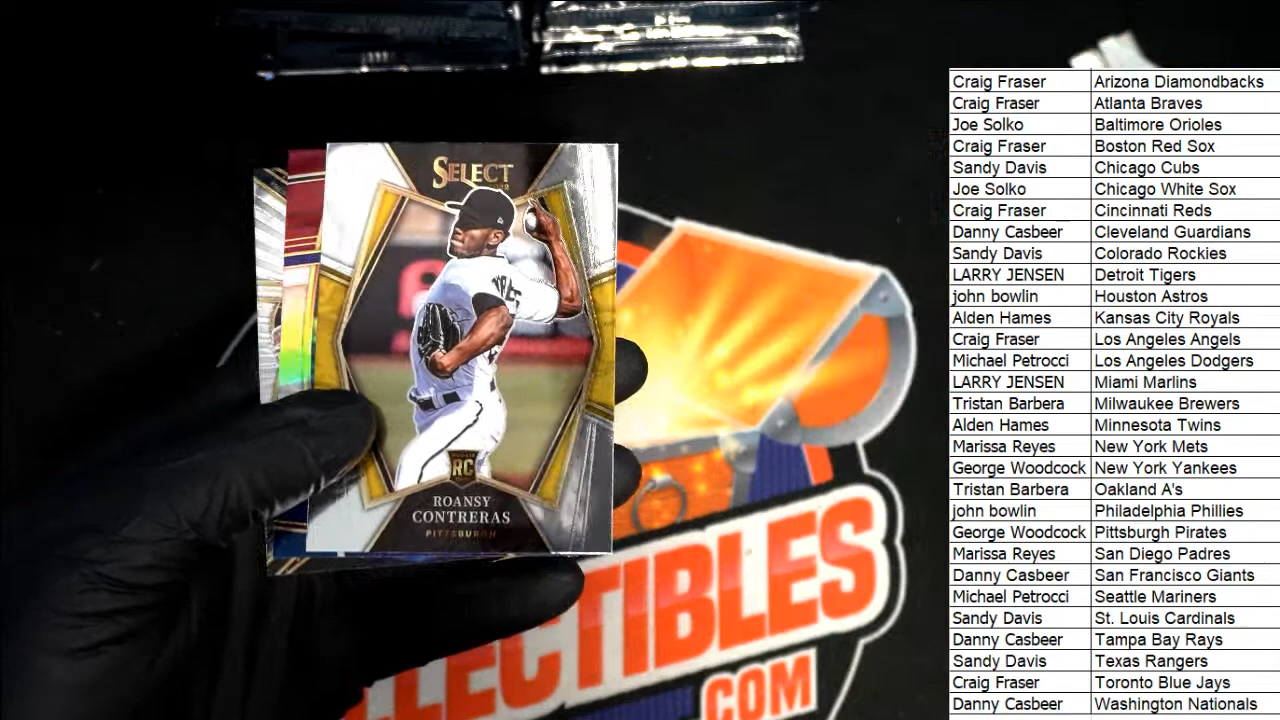 SELECT
2022
RC
ROANSY
CONTRERAS
PITTSBURGH
.COM
Craig Fraser Arizona Diamondbacks
Craig Fraser Atlanta Braves
Joe Solko Baltimore Orioles
Craig Fraser Boston Red Sox
Sandy Davis Chicago Cubs
Joe Solko Chicago White Sox
Craig Fraser Cincinnati Reds
Danny Casbeer Cleveland Guardians
Sandy Davis Colorado Rockies
LARRY JENSEN Detroit Tigers
john bowlin Houston Astros
Alden Hames Kansas City Royals
Craig Fraser Los Angeles Angels
Michael Petrocci Los Angeles Dodgers
LARRY JENSEN Miami Marlins
Tristan Barbera Milwaukee Brewers
Alden Hames Minnesota Twins
Marissa Reyes New York Mets
George Woodcock New York Yankees
Tristan Barbera Oakland A's
john bowlin Philadelphia Phillies
George Woodcock Pittsburgh Pirates
Marissa Reyes San Diego Padres
Danny Casbeer San Francisco Giants
Michael Petrocci Seattle Mariners
Sandy Davis St. Louis Cardinals
Danny Casbeer Tampa Bay Rays
Sandy Davis Texas Rangers
Craig Fraser Toronto Blue Jays
Danny Casbeer Washington Nationals